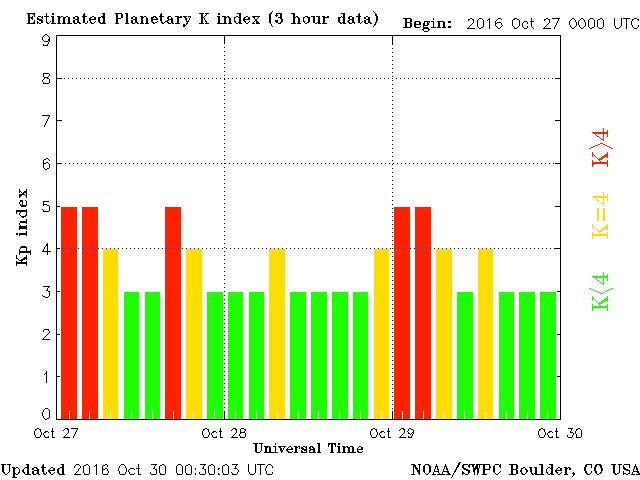 Estimated Planetary K index (3 hour data) Begin: 2016 Oct 27 0000 UTC
9
8
7
6
5
4
3
2
1
0
Kp index
K>4
K=4
K<4
Oct 27 Oct 28 Oct 29 Oct 30
Universal Time
Updated 2016 Oct 30 00:30:03 UTC NOAA/SWPC Boulder, CO USA